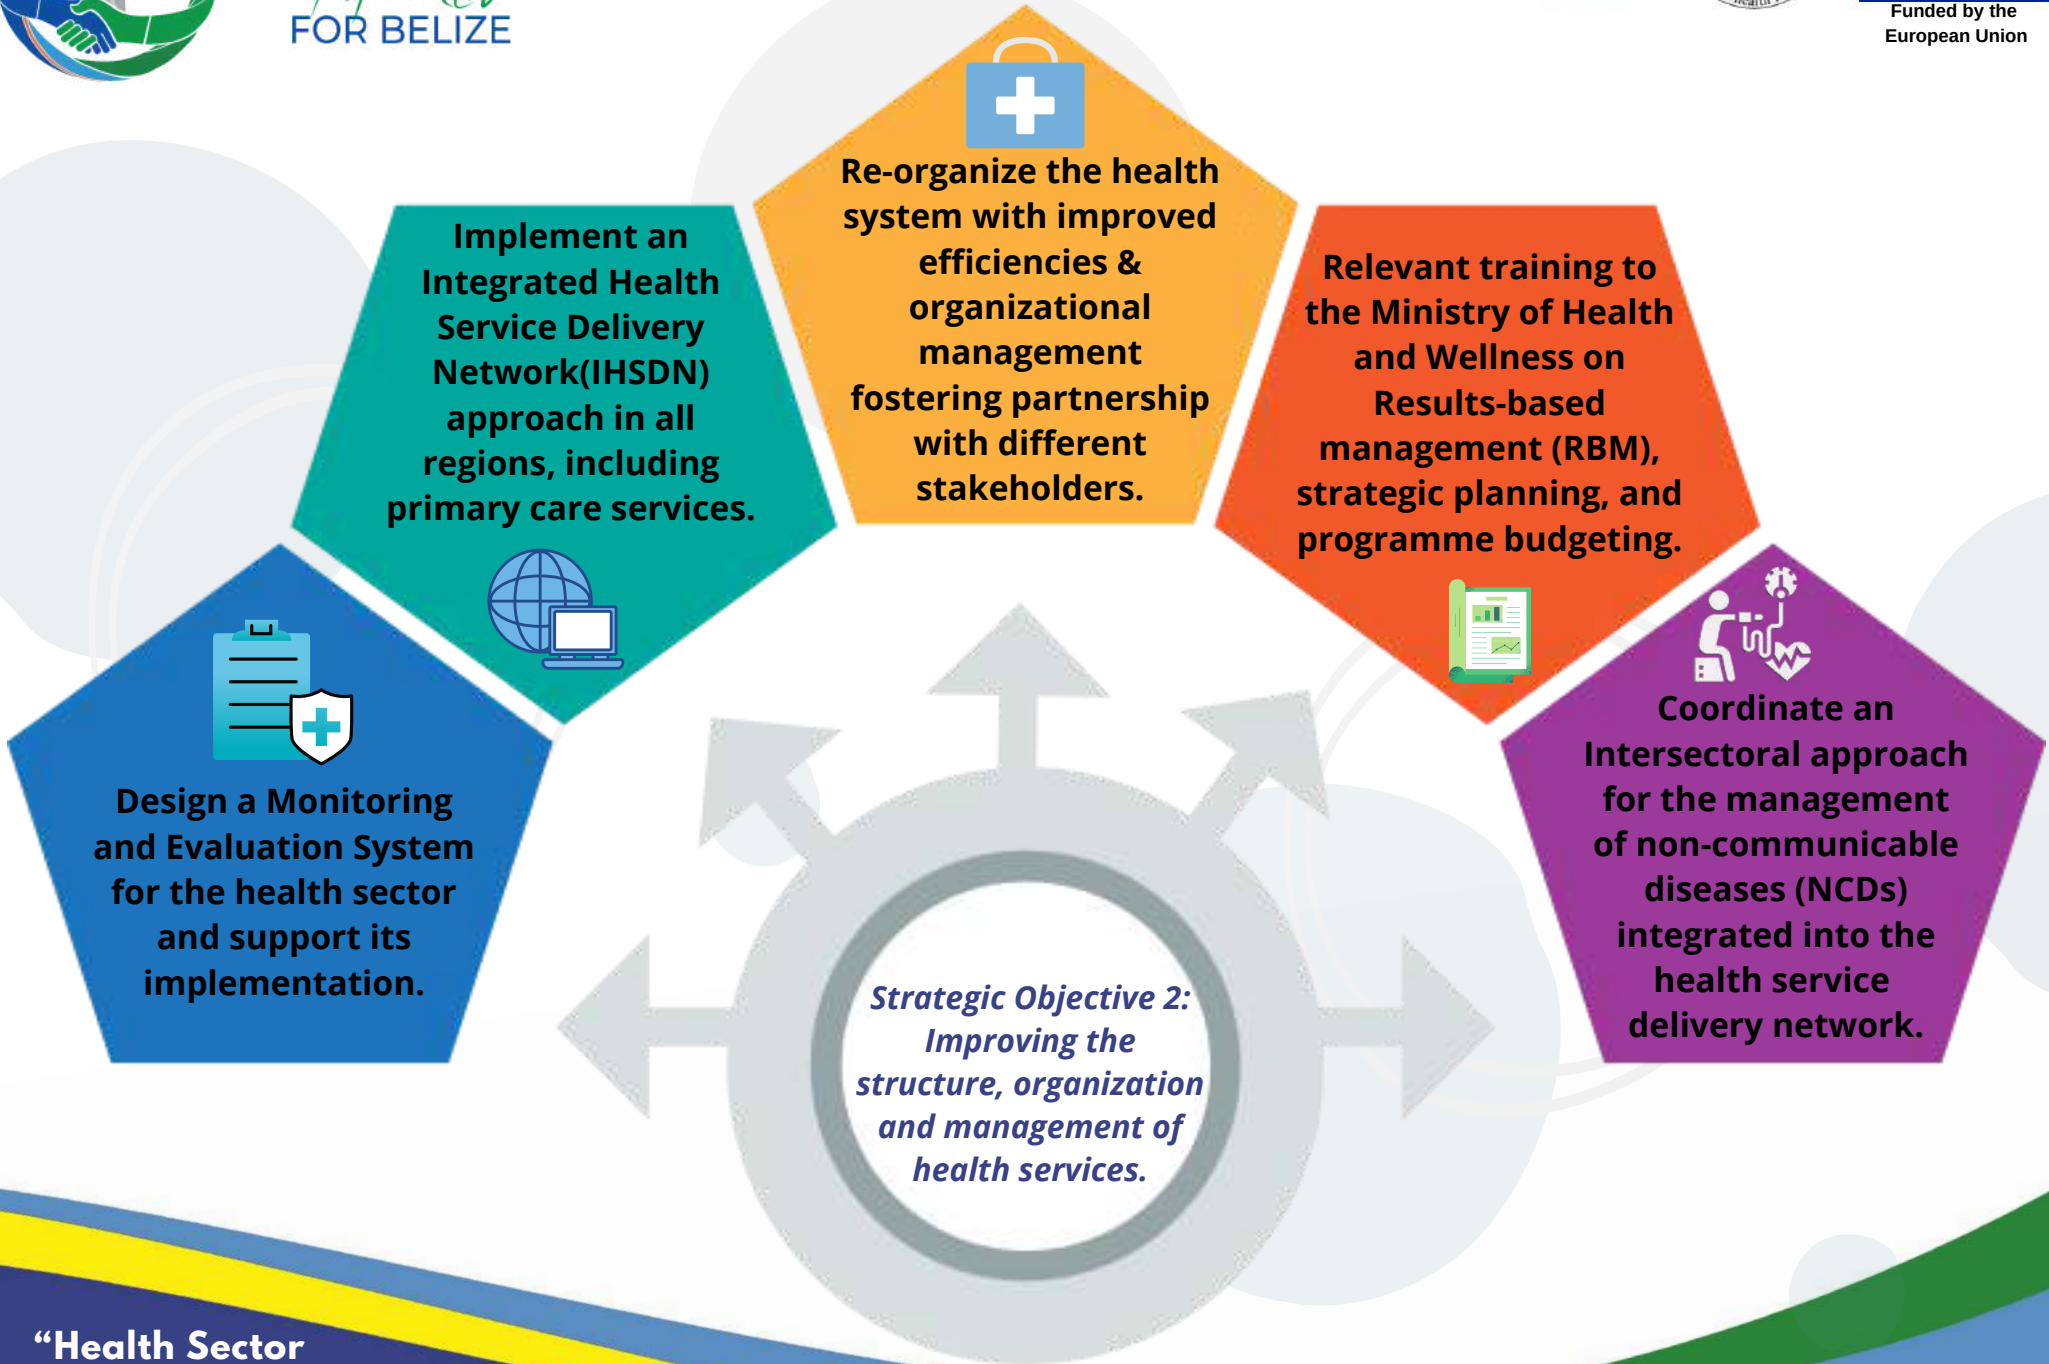 FOR BELIZE
Funded by the
European Union
Re-organize the health
system with improved
efficiencies &
organizational
management
fostering partnership
with different
stakeholders.
Implement an
Integrated Health
Service Delivery
Network(IHSDN)
approach in all
regions, including
primary care services.
Relevant training to
the Ministry of Health
and Wellness on
Results-based
management (RBM),
strategic planning, and
programme budgeting.
Design a Monitoring
and Evaluation System
for the health sector
and support its
implementation.
Coordinate an
Intersectoral approach
for the management
of non-communicable
diseases (NCDs)
integrated into the
health service
delivery network.
Strategic Objective 2:
Improving the
structure, organization
and management of
health services.
“Health Sector